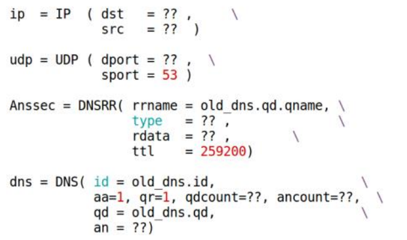 ip = IP ( dst = ?? , \
src = ?? )
udp = UDP ( dport = ?? , \
sport = 53 )
Anssec = DNSRR( rrname = old_dns.qd.qname, \
type = ?? , \
rdata = ?? , \
ttl = 259200)
dns = DNS( id = old_dns.id, \
aa=1, qr=1, qdcount=??, ancount=??, \
qd = old_dns.qd, \
an = ??)